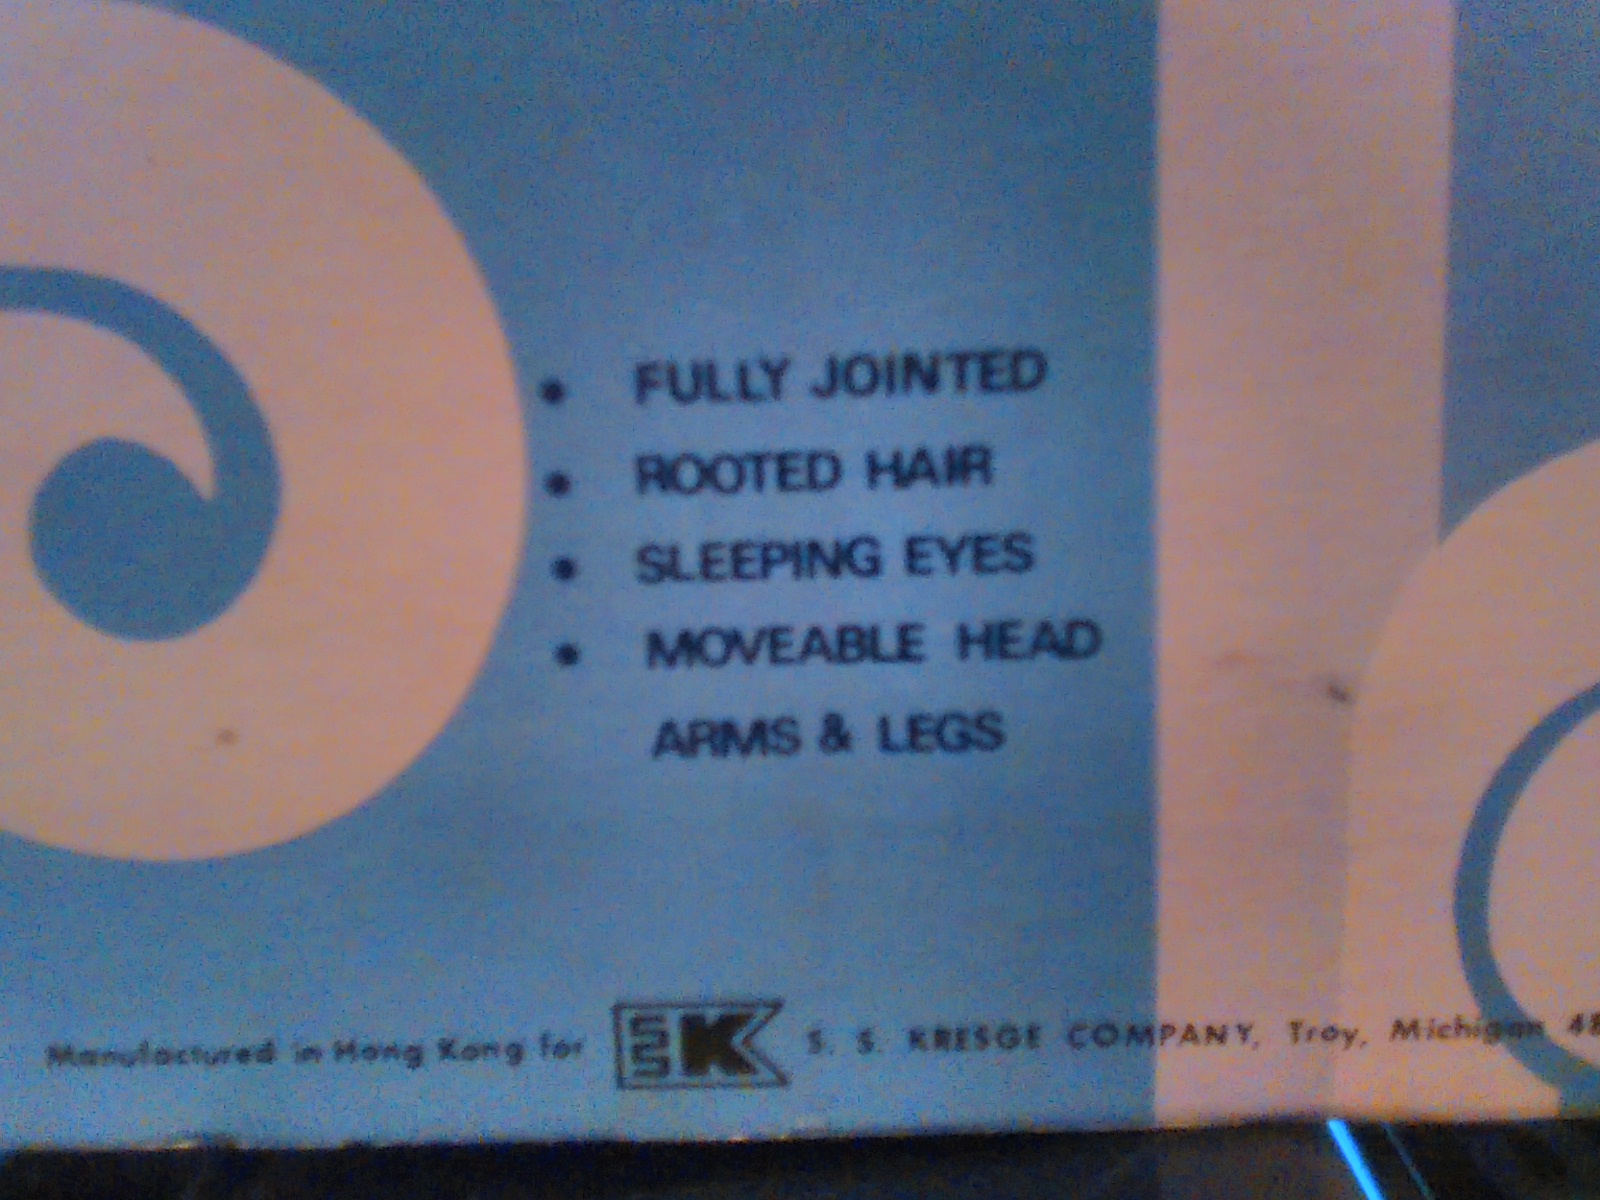 • FULLY JOINTED
• ROOTED HAIR
• SLEEPING EYES
• MOVEABLE HEAD
ARMS & LEGS
Manufactured in Hong Kong for SSK S. S. KRESGE COMPANY, Troy, Michigan 48